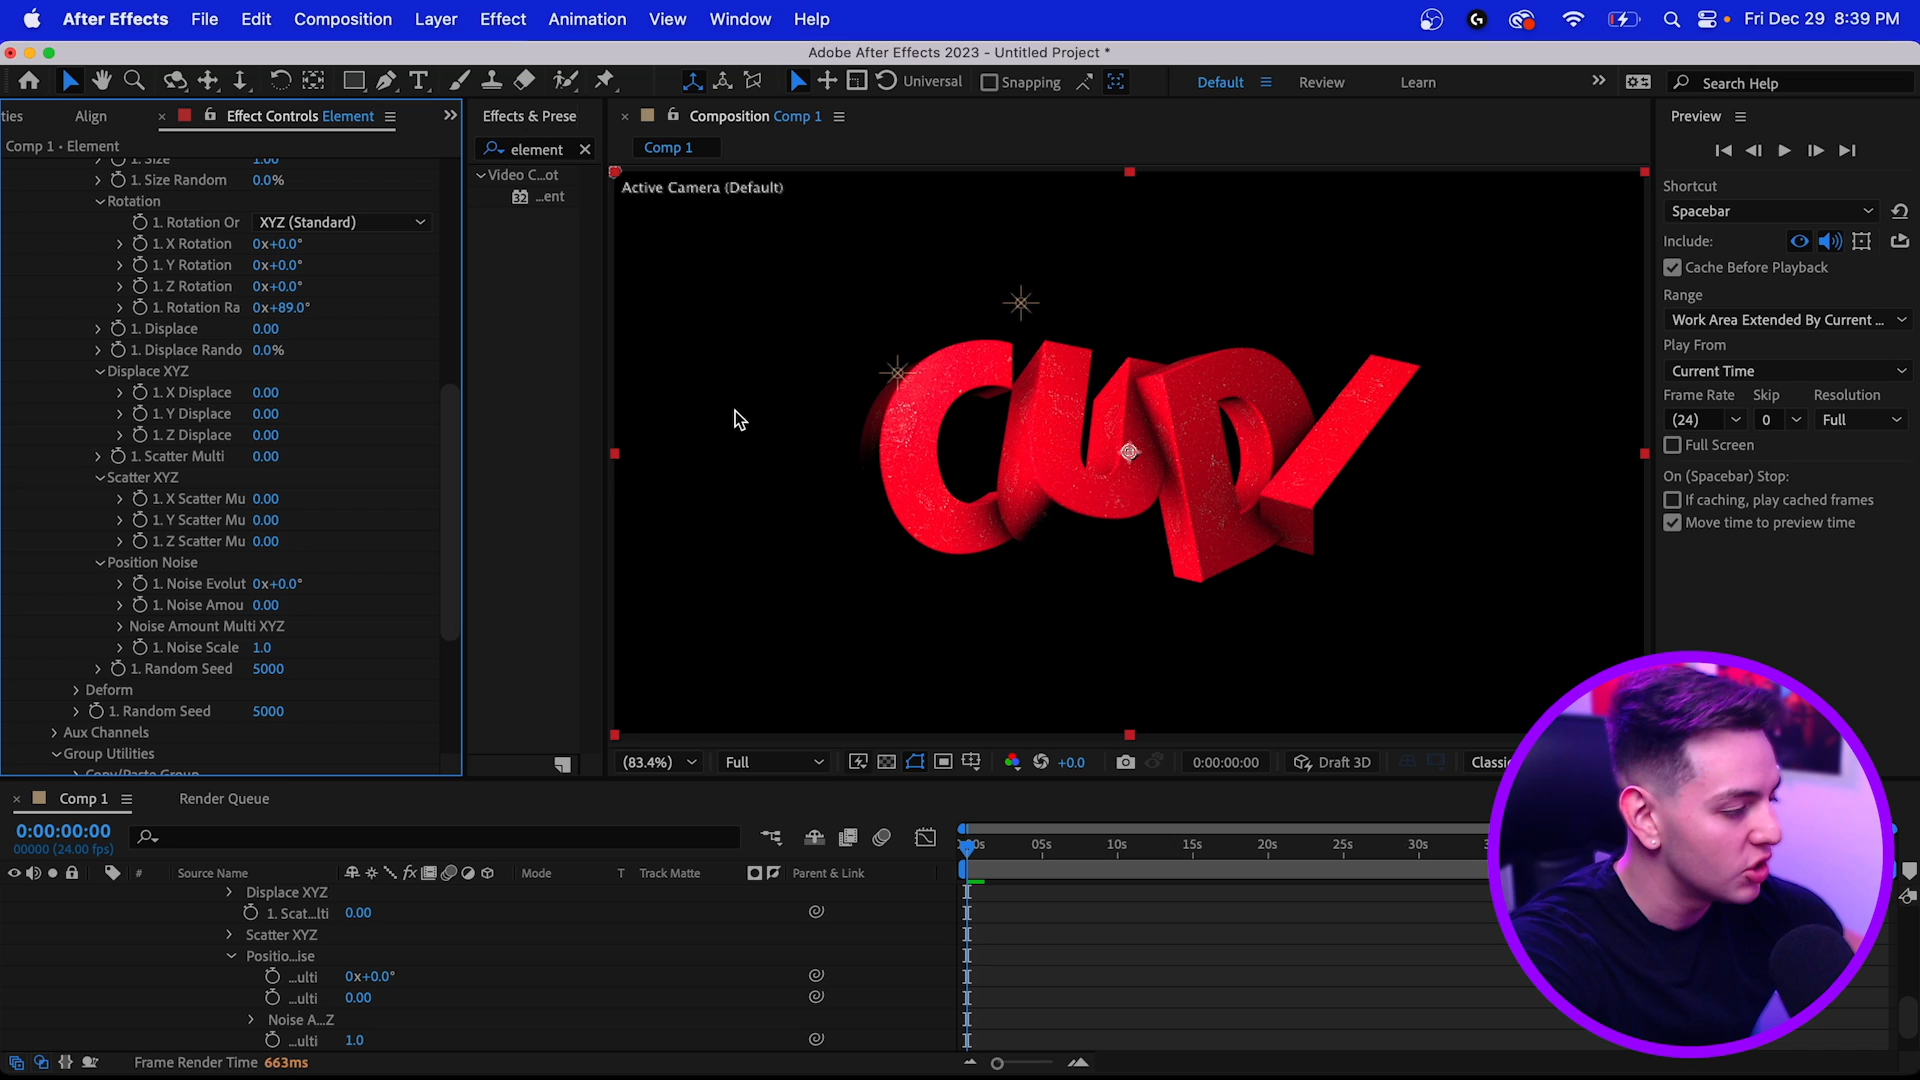 After Effects File Edit Composition Layer Effect Animation View Window Help Fri Dec 29 8:39 PM
Adobe After Effects 2023 - Untitled Project *
Universal Snapping Default Review Learn Search Help
ties Align Effect Controls Element
Comp 1 · Element
1. Size 1.00
1. Size Random 0.0%
Rotation
1. Rotation Or XYZ (Standard)
1. X Rotation 0x+0.0°
1. Y Rotation 0x+0.0°
1. Z Rotation 0x+0.0°
1. Rotation Ra 0x+89.0°
1. Displace 0.00
1. Displace Rando 0.0%
Displace XYZ
1. X Displace 0.00
1. Y Displace 0.00
1. Z Displace 0.00
1. Scatter Multi 0.00
Scatter XYZ
1. X Scatter Mu 0.00
1. Y Scatter Mu 0.00
1. Z Scatter Mu 0.00
Position Noise
1. Noise Evolut 0x+0.0°
1. Noise Amou 0.00
Noise Amount Multi XYZ
1. Noise Scale 1.0
1. Random Seed 5000
Deform
1. Random Seed 5000
Aux Channels
Group Utilities
Copy/Paste Group
Effects & Prese
element
Video C...ot
32 ...ent
Composition Comp 1
Comp 1
Active Camera (Default)
(83.4%) Full +0.0 0:00:00:00 Draft 3D Classic
Preview
Shortcut
Spacebar
Include:
Cache Before Playback
Range
Work Area Extended By Current ...
Play From
Current Time
Frame Rate Skip Resolution
(24) 0 Full
Full Screen
On (Spacebar) Stop:
If caching, play cached frames
Move time to preview time
Comp 1 Render Queue
0:00:00:00
00000 (24.00 fps)
# Source Name Mode T Track Matte Parent & Link
05s 10s 15s 20s 25s 30s
Displace XYZ
1. Scat...lti 0.00
Scatter XYZ
Positio...ise
...ulti 0x+0.0°
...ulti 0.00
Noise A...Z
...ulti 1.0
Frame Render Time 663ms